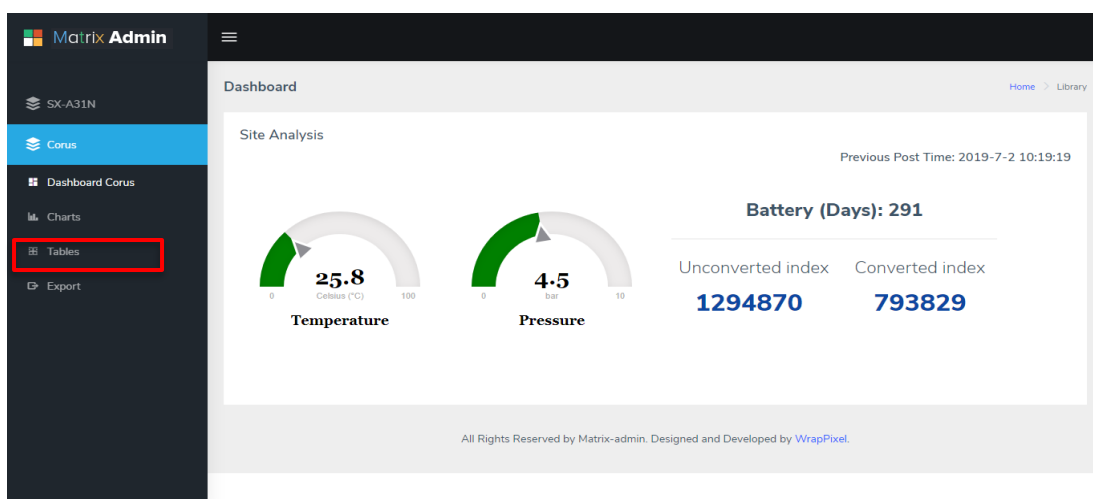 Matrix Admin
SX-A31N
Corus
Dashboard Corus
Charts
Tables
Export
Dashboard
Home > Library
Site Analysis
Previous Post Time: 2019-7-2 10:19:19
25.8
0 Celsius (°C) 100
Temperature
4.5
0 bar 10
Pressure
Battery (Days): 291
Unconverted index Converted index
1294870 793829
All Rights Reserved by Matrix-admin. Designed and Developed by WrapPixel.